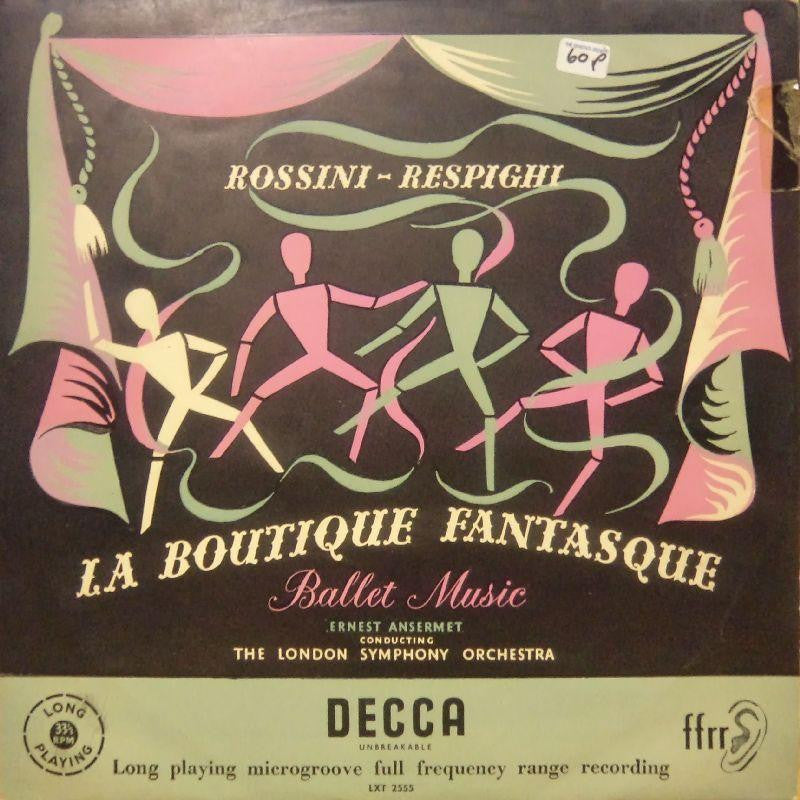 60p
ROSSINI - RESPIGHI
LA BOUTIQUE FANTASQUE
Ballet Music
ERNEST ANSERMET
CONDUCTING
THE LONDON SYMPHONY ORCHESTRA
LONG PLAYING
33⅓
RPM
DECCA
UNBREAKABLE
ffrr
Long playing microgroove full frequency range recording
LXT 2555